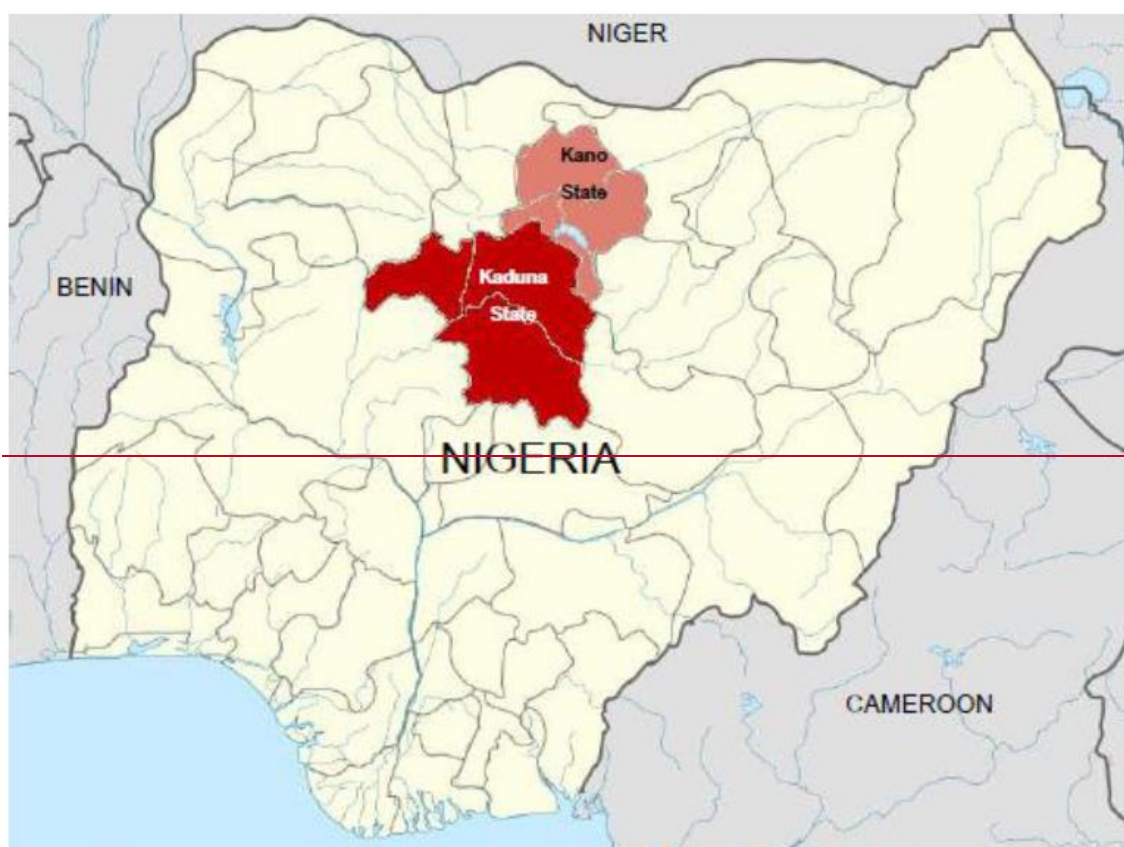 NIGER
Kano
State
Kaduna
State
BENIN
NIGERIA
CAMEROON